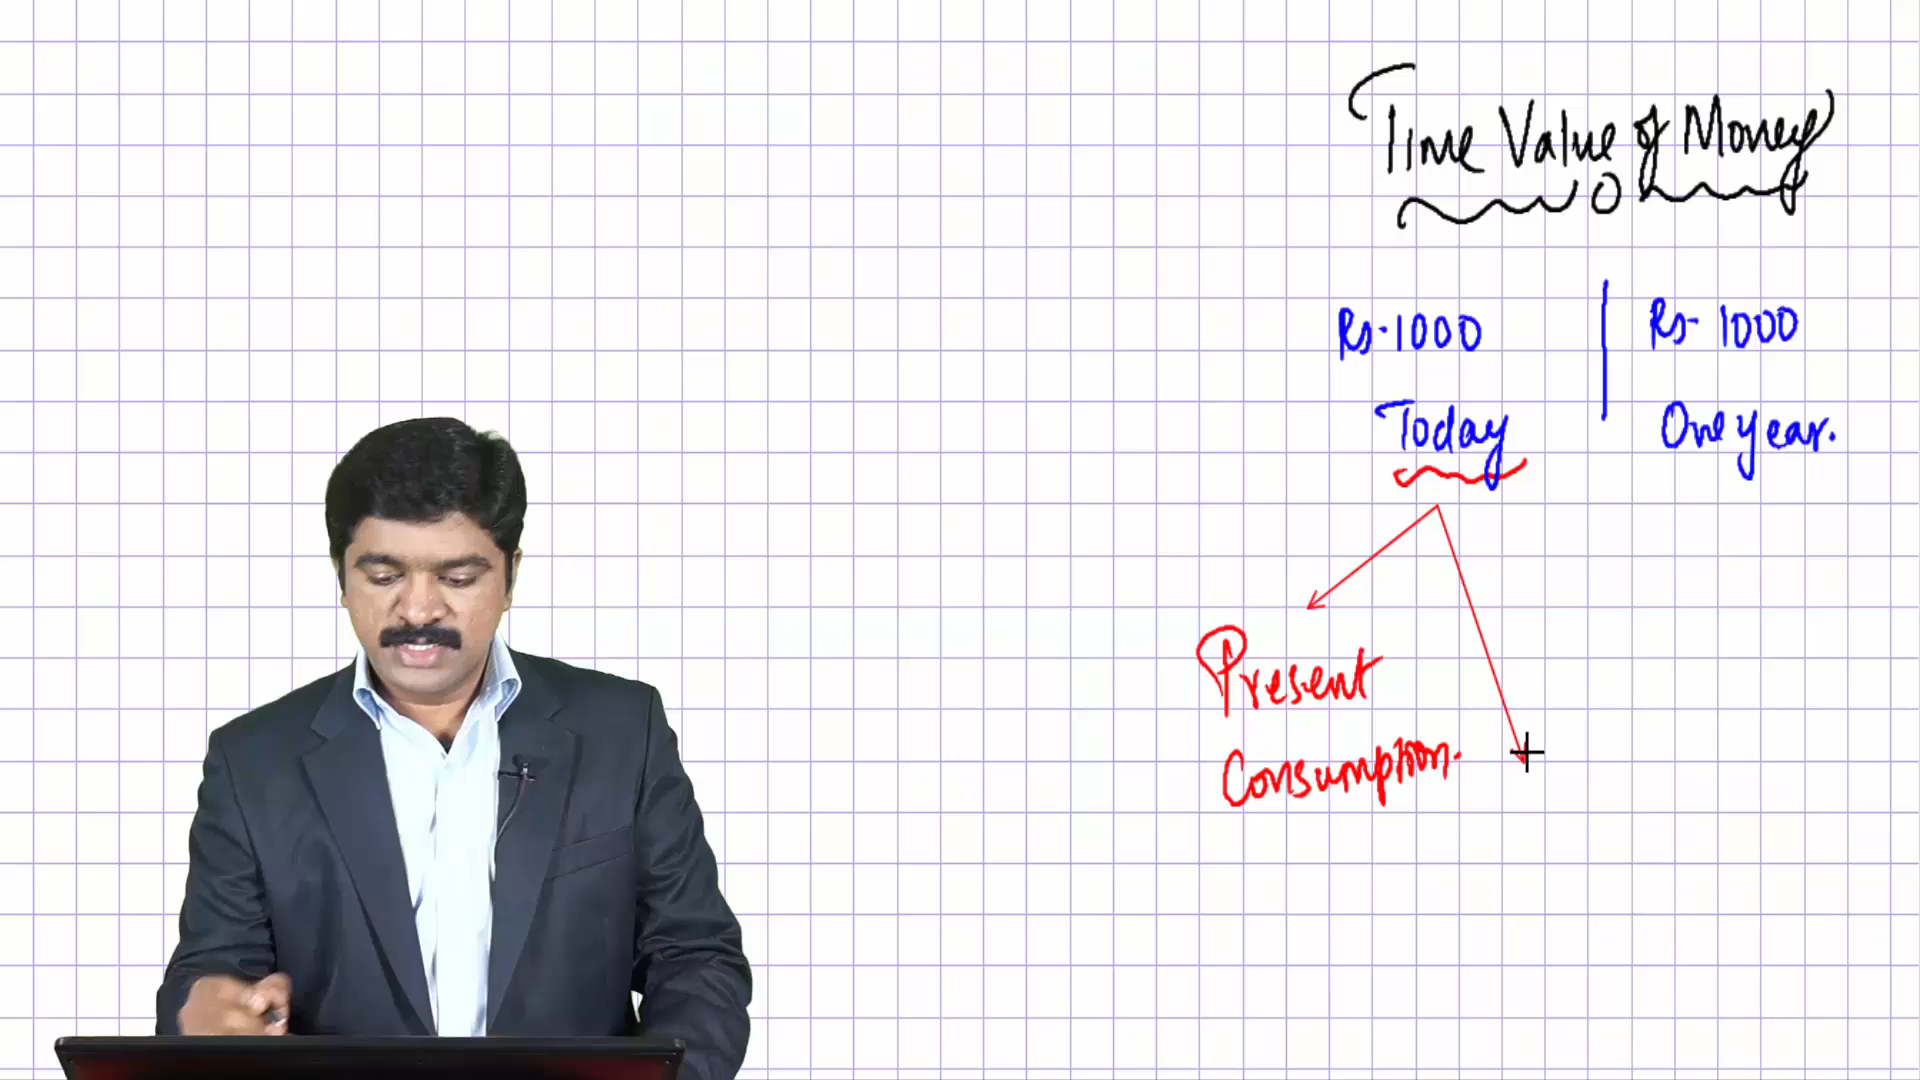 Time Value of Money
Rs. 1000 | Rs. 1000
Today One year.
Present
Consumption.